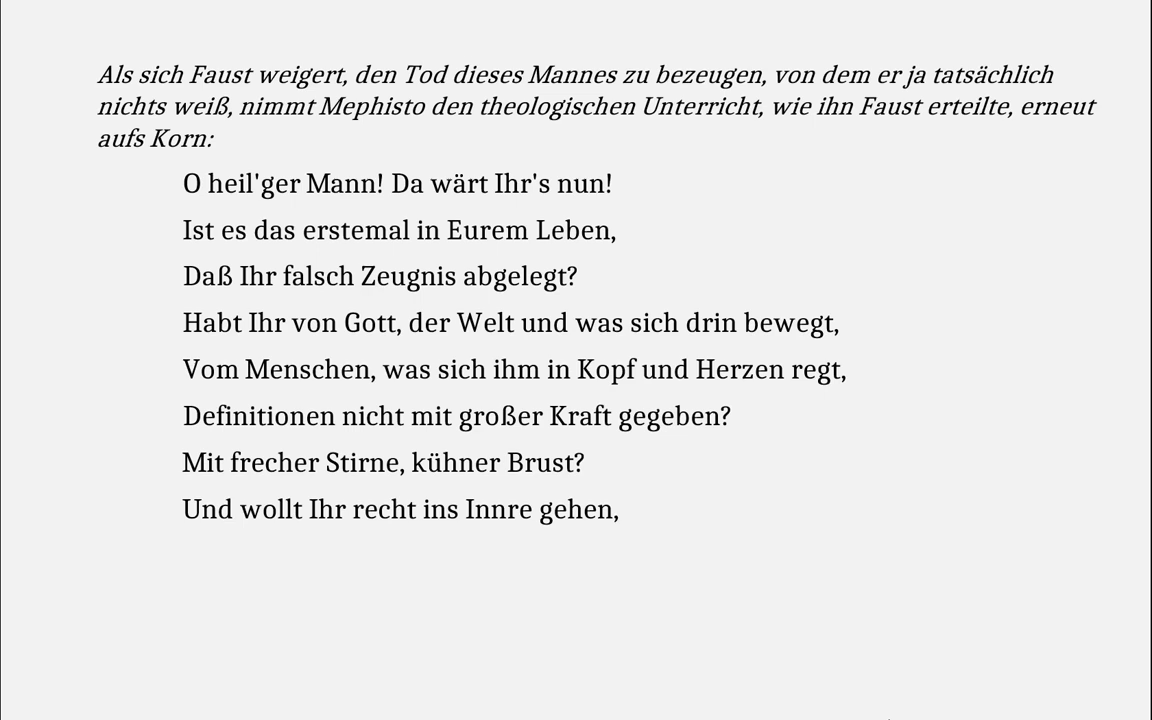 Als sich Faust weigert, den Tod dieses Mannes zu bezeugen, von dem er ja tatsächlich
nichts weiß, nimmt Mephisto den theologischen Unterricht, wie ihn Faust erteilte, erneut
aufs Korn:
O heil'ger Mann! Da wärt Ihr's nun!
Ist es das erstemal in Eurem Leben,
Daß Ihr falsch Zeugnis abgelegt?
Habt Ihr von Gott, der Welt und was sich drin bewegt,
Vom Menschen, was sich ihm in Kopf und Herzen regt,
Definitionen nicht mit großer Kraft gegeben?
Mit frecher Stirne, kühner Brust?
Und wollt Ihr recht ins Innre gehen,